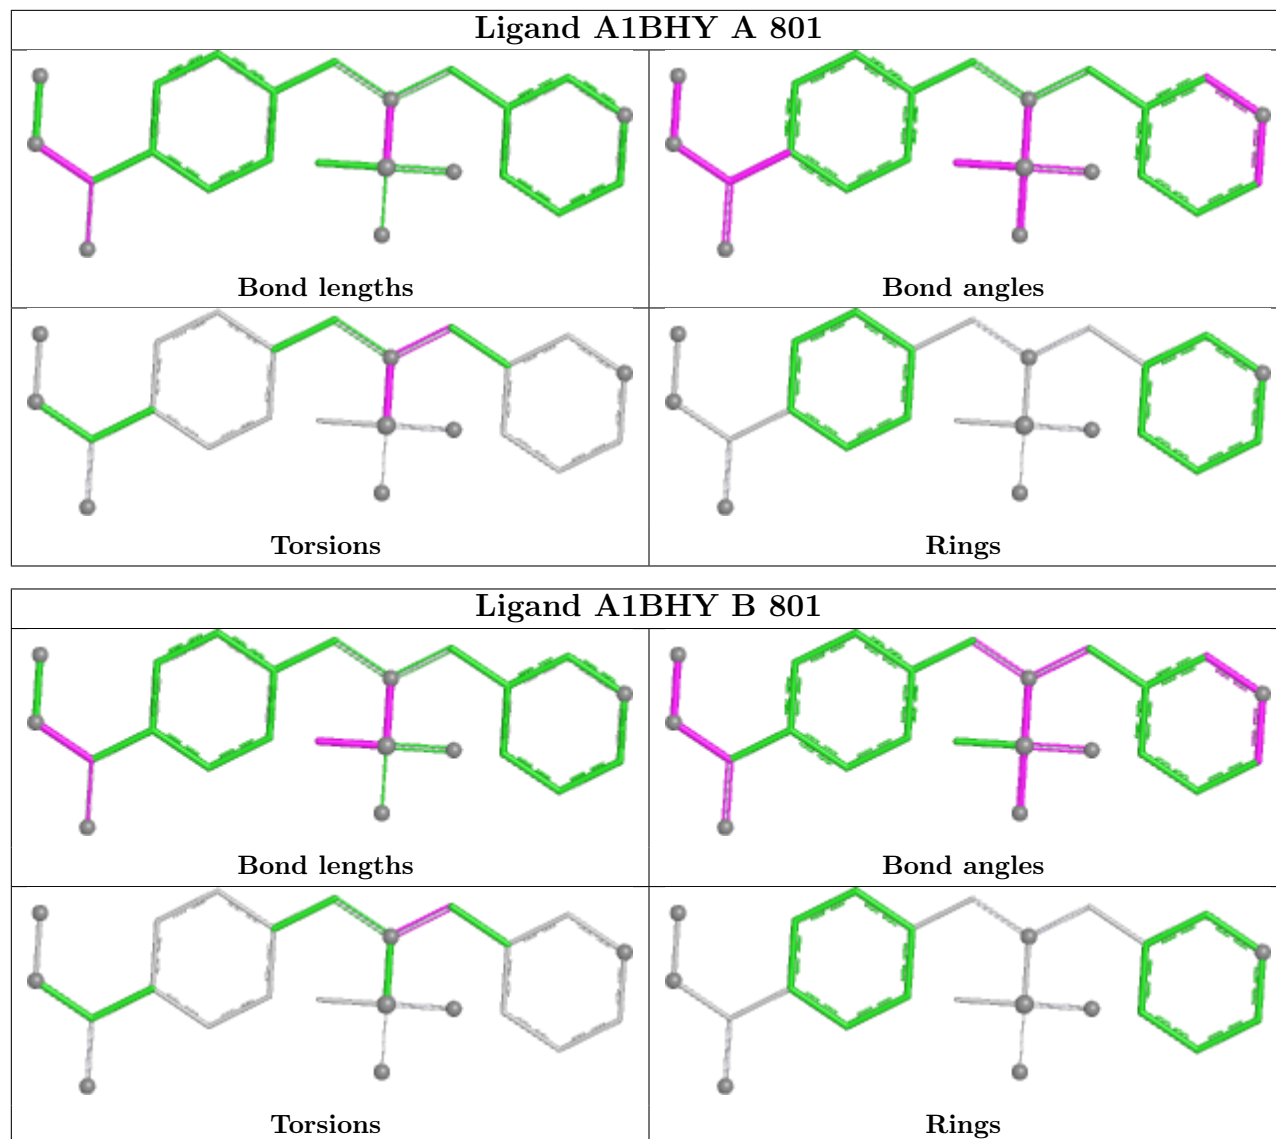 Ligand A1BHY A 801
Bond lengths
Bond angles
Torsions
Rings
Ligand A1BHY B 801
Bond lengths
Bond angles
Torsions
Rings